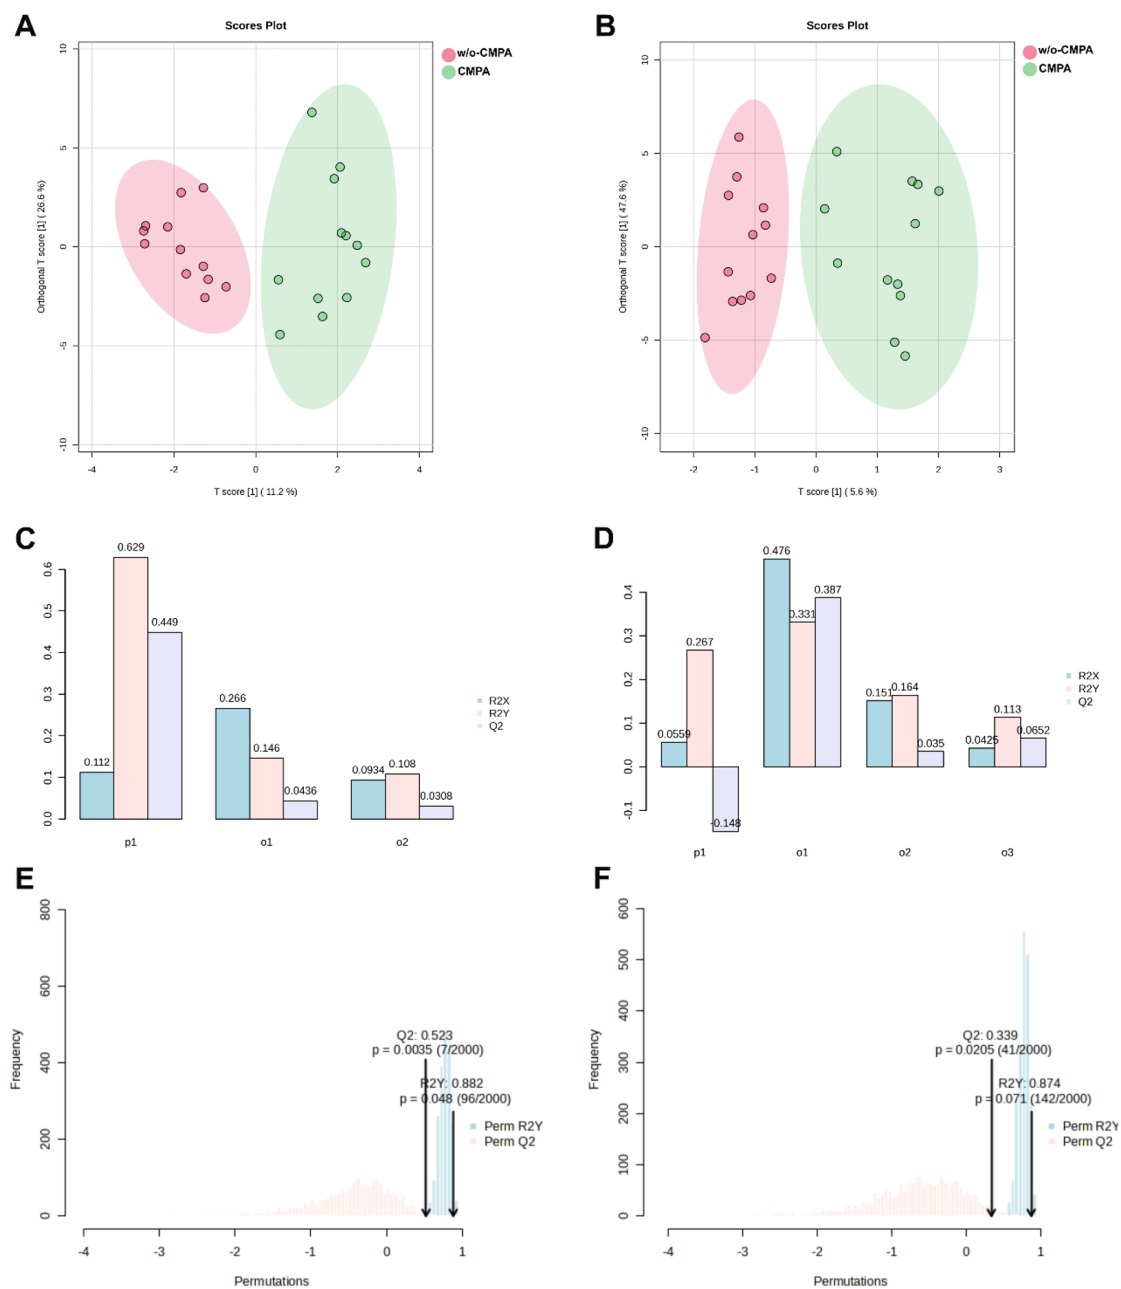 A
Scores Plot
w/o-CMPA
CMPA
10
5
0
-5
-10
Orthogonal T score [1] ( 26.6 %)
-4
-2
0
2
4
T score [1] ( 11.2 %)
B
Scores Plot
w/o-CMPA
CMPA
10
5
0
-5
-10
Orthogonal T score [1] ( 47.6 %)
-2
-1
0
1
2
3
T score [1] ( 5.6 %)
C
0.6
0.5
0.4
0.3
0.2
0.1
0.0
0.629
0.449
0.112
0.266
0.146
0.0436
0.0934
0.108
0.0308
p1
o1
o2
R2X
R2Y
Q2
D
0.4
0.3
0.2
0.1
0.0
-0.1
0.0559
0.267
-0.148
0.476
0.331
0.387
0.151
0.164
0.035
0.0425
0.113
0.0652
p1
o1
o2
o3
R2X
R2Y
Q2
E
800
600
400
200
0
Frequency
Q2: 0.523
p = 0.0035 (7/2000)
R2Y: 0.882
p = 0.048 (96/2000)
Perm R2Y
Perm Q2
-4
-3
-2
-1
0
1
Permutations
F
600
500
400
300
200
100
0
Frequency
Q2: 0.339
p = 0.0205 (41/2000)
R2Y: 0.874
p = 0.071 (142/2000)
Perm R2Y
Perm Q2
-4
-3
-2
-1
0
1
Permutations